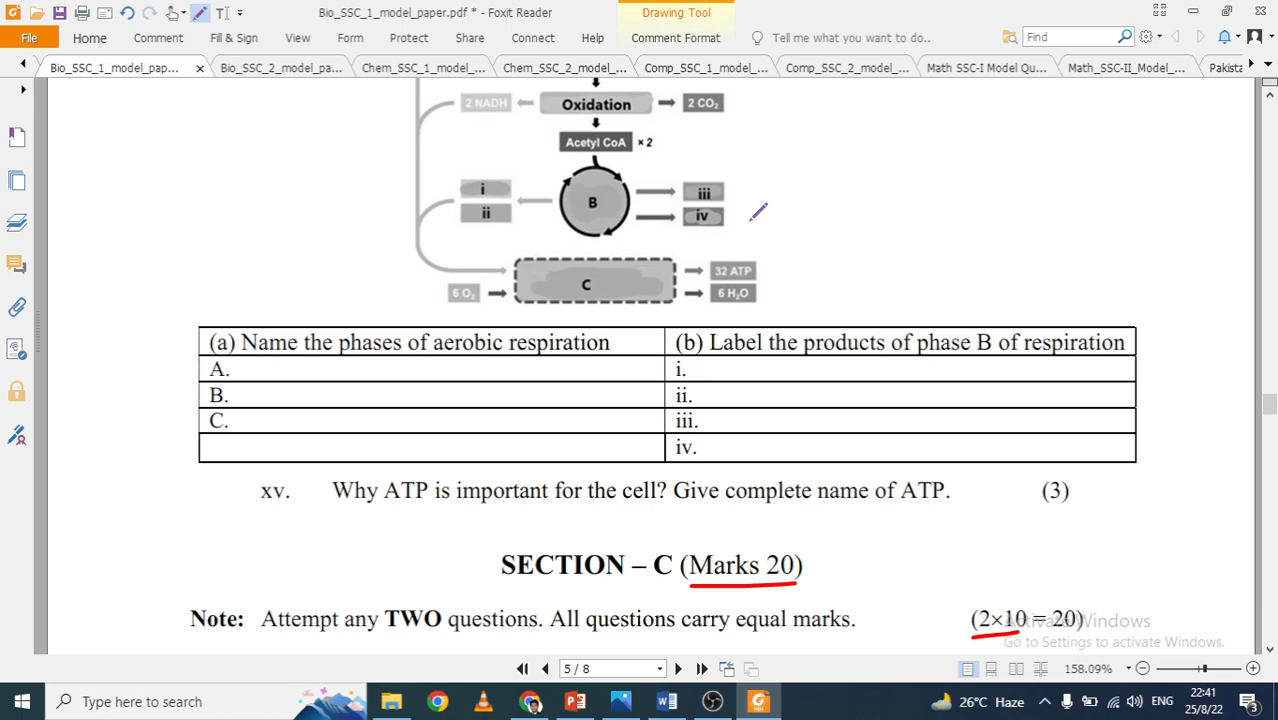 Bio_SSC_1_model_paper.pdf * - Foxit Reader
Drawing Tool
File Home Comment Fill & Sign View Form Protect Share Connect Help Comment Format Tell me what you want to do.. Find
Bio_SSC_1_model_pap... Bio_SSC_2_model_pa... Chem_SSC_1_model_... Chem_SSC_2_model_... Comp_SSC_1_model_... Comp_SSC_2_model_... Math SSC-I Model Qu... Math_SSC-II_Model_... Pakista
2 NADH Oxidation 2 CO₂
Acetyl CoA × 2
i B iii
ii iv
C 32 ATP
6 O₂ 6 H₂O
(a) Name the phases of aerobic respiration (b) Label the products of phase B of respiration
A. i.
B. ii.
C. iii.
iv.
xv. Why ATP is important for the cell? Give complete name of ATP. (3)
SECTION – C (Marks 20)
Note: Attempt any TWO questions. All questions carry equal marks. (2×10 = 20)
Activate Windows
Go to Settings to activate Windows.
5 / 8 158.09%
Type here to search 26°C Haze ENG 22:41
25/8/22 3